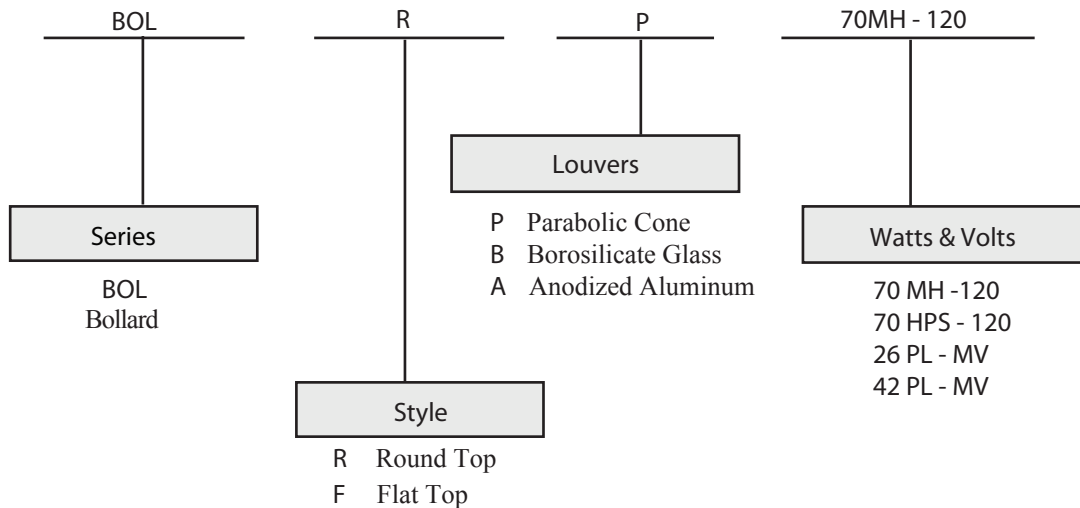 BOL R P 70MH - 120
Louvers
P Parabolic Cone
B Borosilicate Glass
A Anodized Aluminum
Series
BOL
Bollard
Watts & Volts
70 MH -120
70 HPS - 120
26 PL - MV
42 PL - MV
Style
R Round Top
F Flat Top